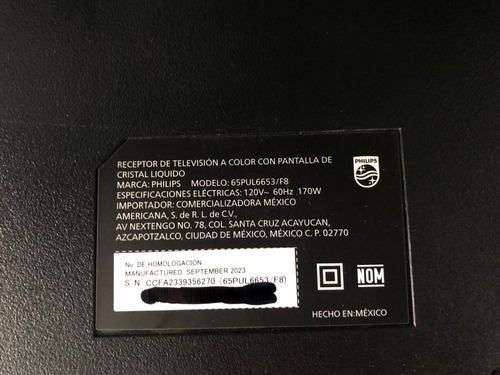 RECEPTOR DE TELEVISIÓN A COLOR CON PANTALLA DE
CRISTAL LIQUIDO
MARCA: PHILIPS MODELO: 65PUL6653/F8
ESPECIFICACIONES ELÉCTRICAS: 120V~ 60Hz 170W
IMPORTADOR: COMERCIALIZADORA MÉXICO
AMERICANA, S. de R. L. de C.V.,
AV NEXTENGO NO. 78, COL. SANTA CRUZ ACAYUCAN,
AZCAPOTZALCO, CIUDAD DE MÉXICO, MÉXICO C. P. 02770
PHILIPS
No. DE HOMOLOGACION
MANUFACTURED SEPTEMBER 2023
S N CCFA2339356270 (65PUL6653/F8)
NOM
HECHO EN:MÉXICO